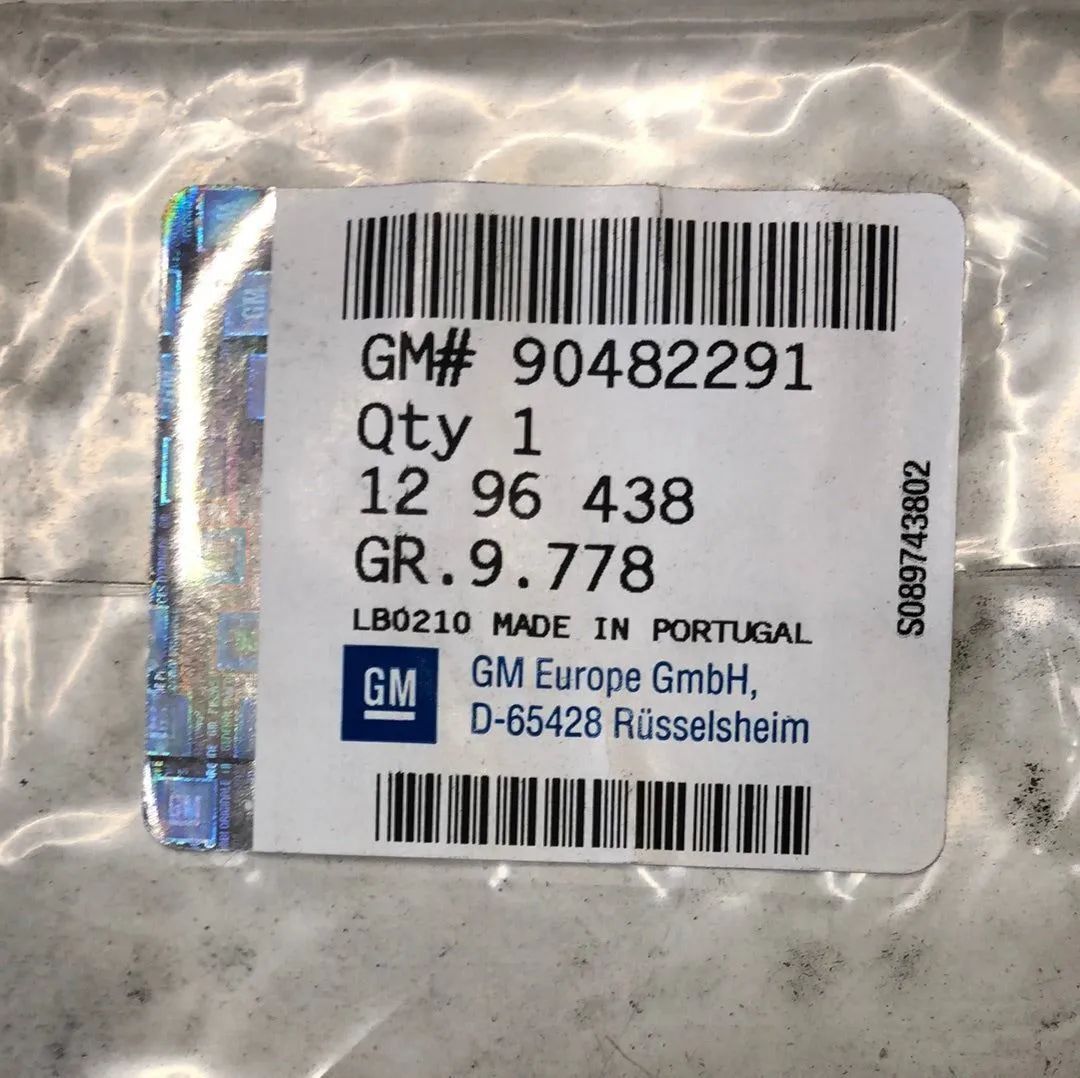 GM# 90482291
Qty 1
12 96 438
GR.9.778
LB0210 MADE IN PORTUGAL
GM
GM Europe GmbH,
D-65428 Rüsselsheim
S089743802
GM